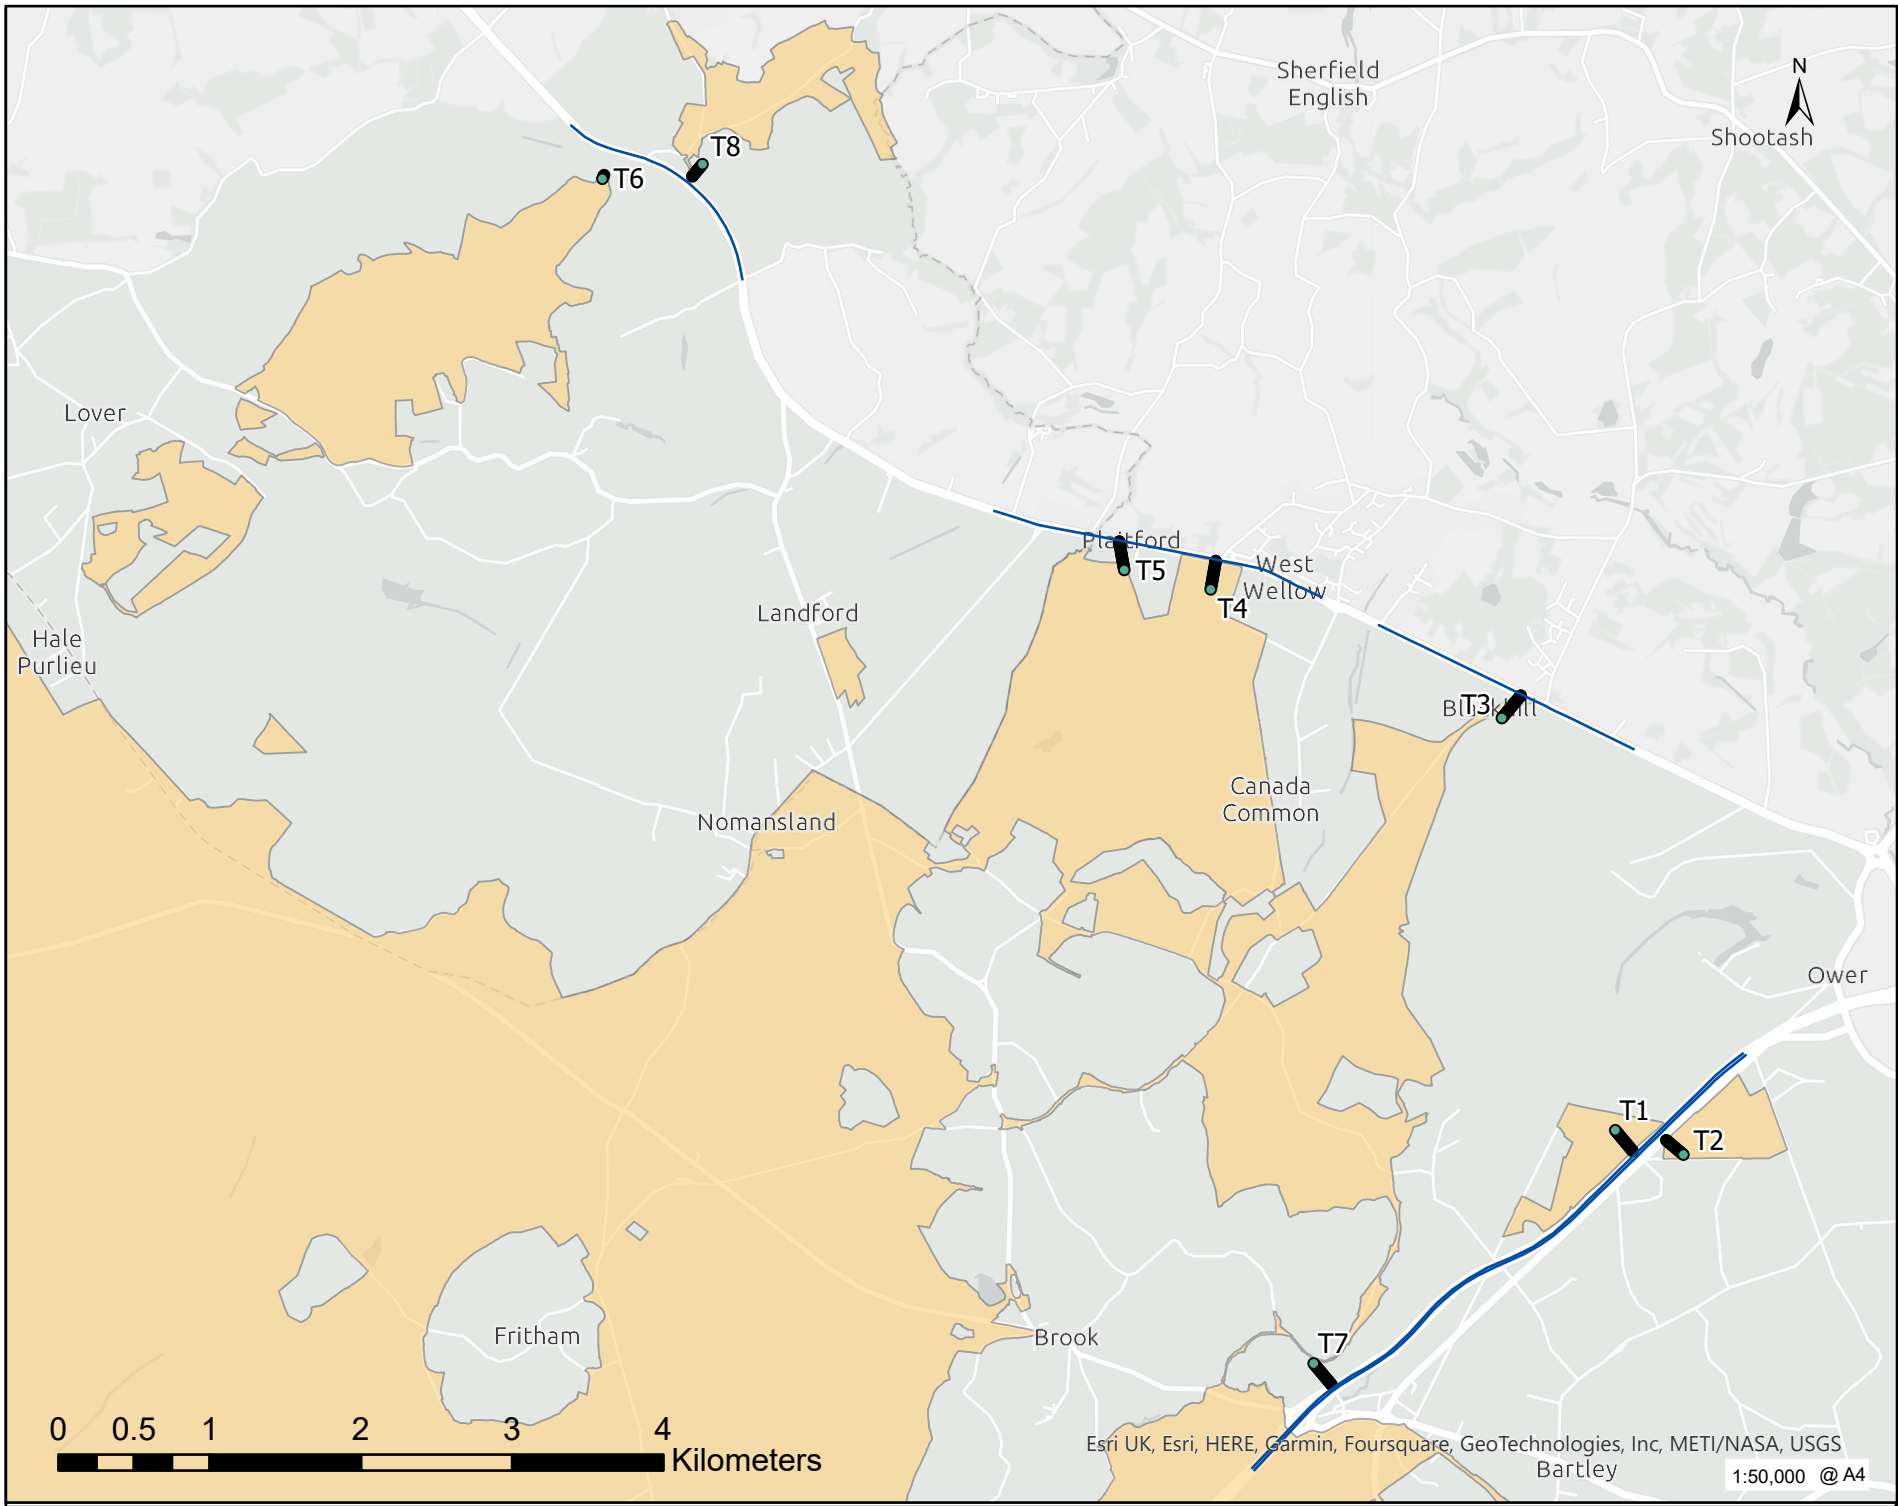 Sherfield
English
N
Shootash
T8
T6
Lover
Plaitford
T5
West
Wellow
T4
Landford
Hale
Purlieu
T3
Blackhill
Canada
Common
Nomansland
Ower
T1
T2
Fritham
Brook
T7
0 0.5 1 2 3 4
Kilometers
Esri UK, Esri, HERE, Garmin, Foursquare, GeoTechnologies, Inc, METI/NASA, USGS
Bartley
1:50,000 @ A4